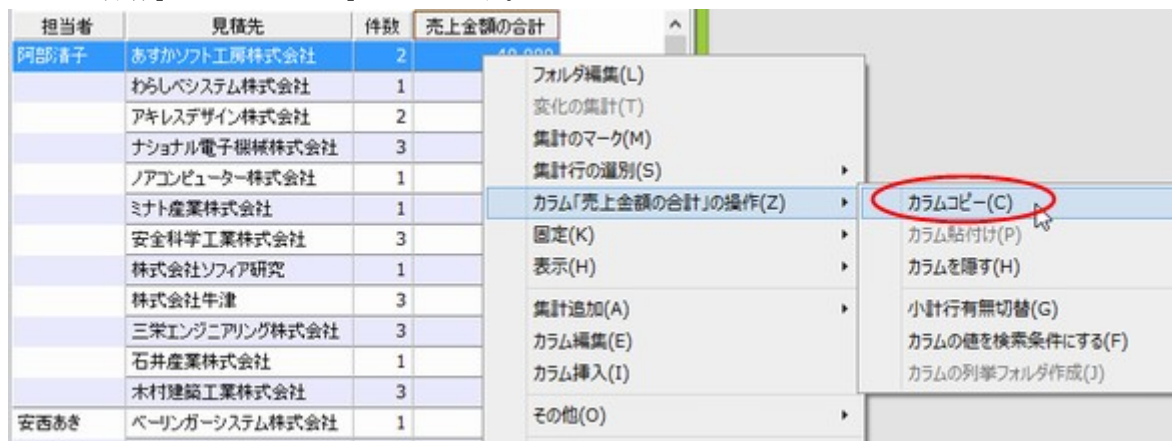 担当者 見積先 件数 売上金額の合計
阿部清子 あすかソフト工房株式会社 2 40,000
わらしべシステム株式会社 1
アキレスデザイン株式会社 2
ナショナル電子機械株式会社 3
ノアコンピューター株式会社 1
ミナト産業株式会社 1
安全科学工業株式会社 3
株式会社ソフィア研究 1
株式会社牛津 3
三栄エンジニアリング株式会社 3
石井産業株式会社 1
木村建築工業株式会社 3
安西あき ベーリンガーシステム株式会社 1
フォルダ編集(L)
変化の集計(T)
集計のマーク(M)
集計行の選別(S)
カラム「売上金額の合計」の操作(Z)
固定(K)
表示(H)
集計追加(A)
カラム編集(E)
カラム挿入(I)
その他(O)
カラムコピー(C)
カラム貼付け(P)
カラムを隠す(H)
小計行有無切替(G)
カラムの値を検索条件にする(F)
カラムの列挙フォルダ作成(J)